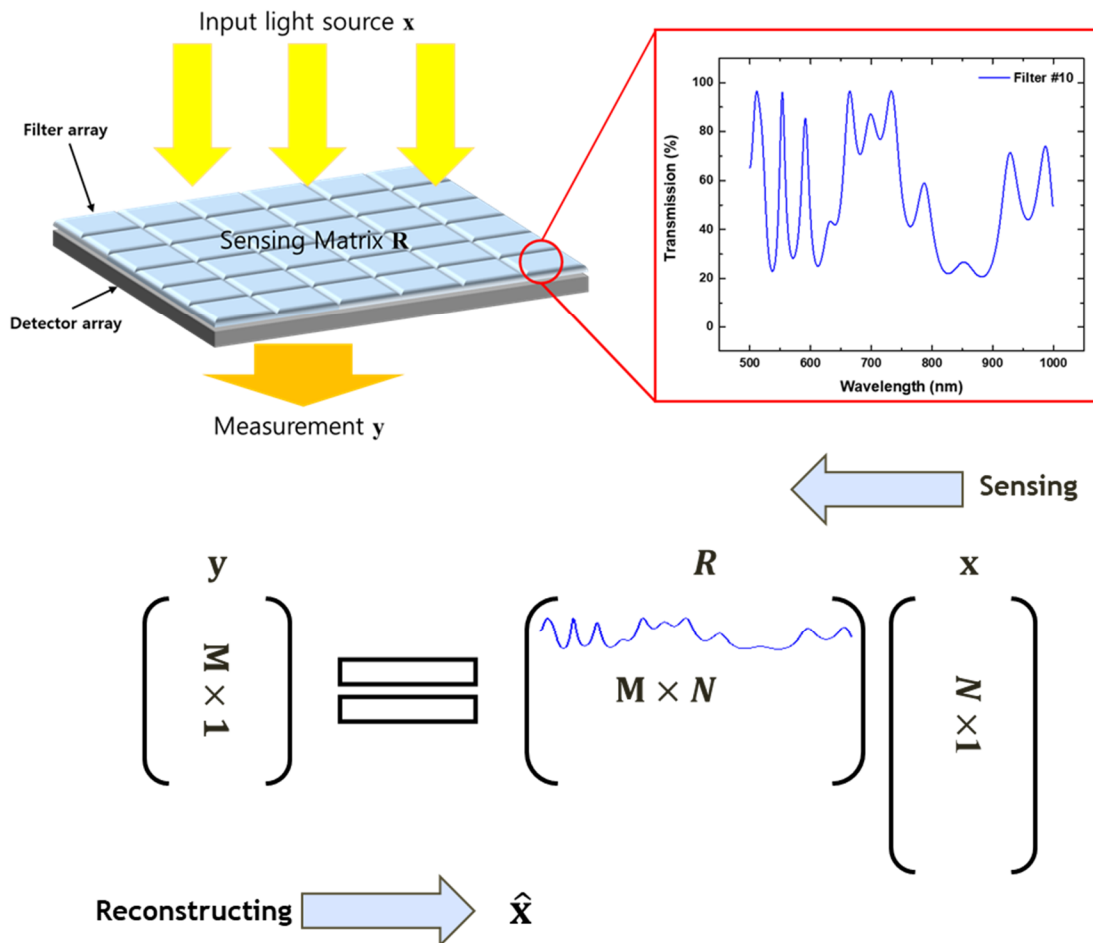 Input light source x
Filter array
Sensing Matrix R
Detector array
Measurement y
Filter #10
Transmission (%)
100
80
60
40
20
0
500
600
700
800
900
1000
Wavelength (nm)
Sensing
y
R
x
M × 1
M × N
N ×1
Reconstructing
x̂